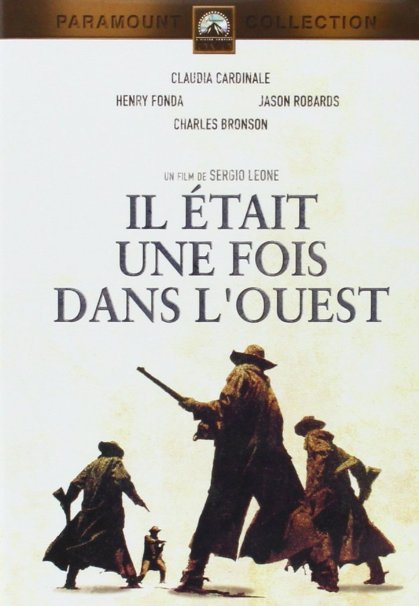 PARAMOUNT COLLECTION
CLAUDIA CARDINALE
HENRY FONDA JASON ROBARDS
CHARLES BRONSON
UN FILM DE SERGIO LEONE
IL ÉTAIT
UNE FOIS
DANS L'OUEST